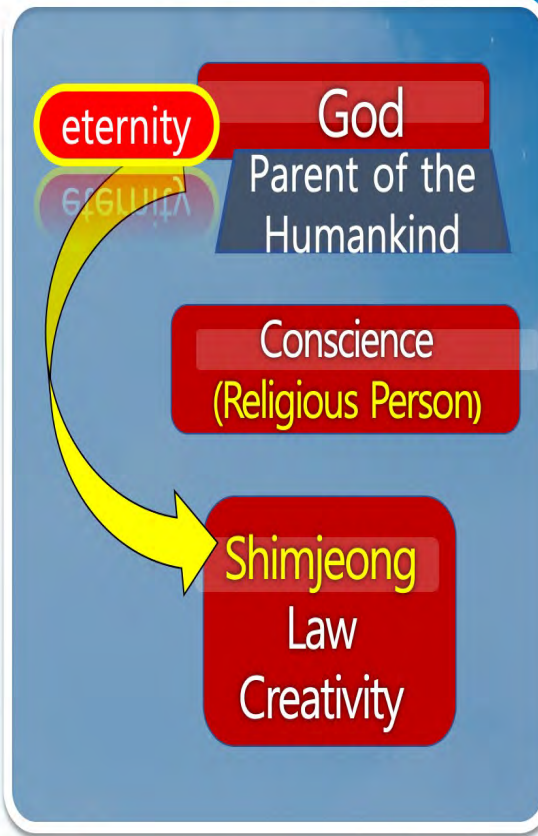 eternity
God
Parent of the
Humankind
Conscience
(Religious Person)
Shimjeong
Law
Creativity